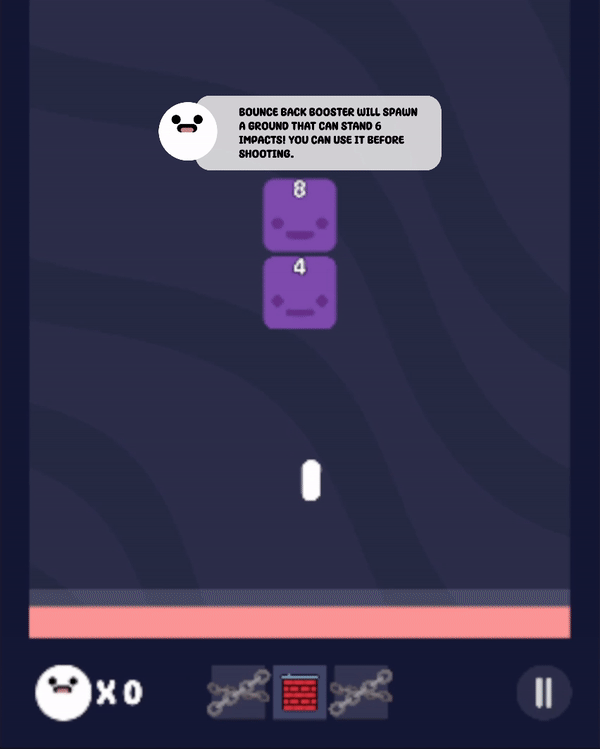 BOUNCE BACK BOOSTER WILL SPAWN
A GROUND THAT CAN STAND 6
IMPACTS! YOU CAN USE IT BEFORE
SHOOTING.
8
4
X 0